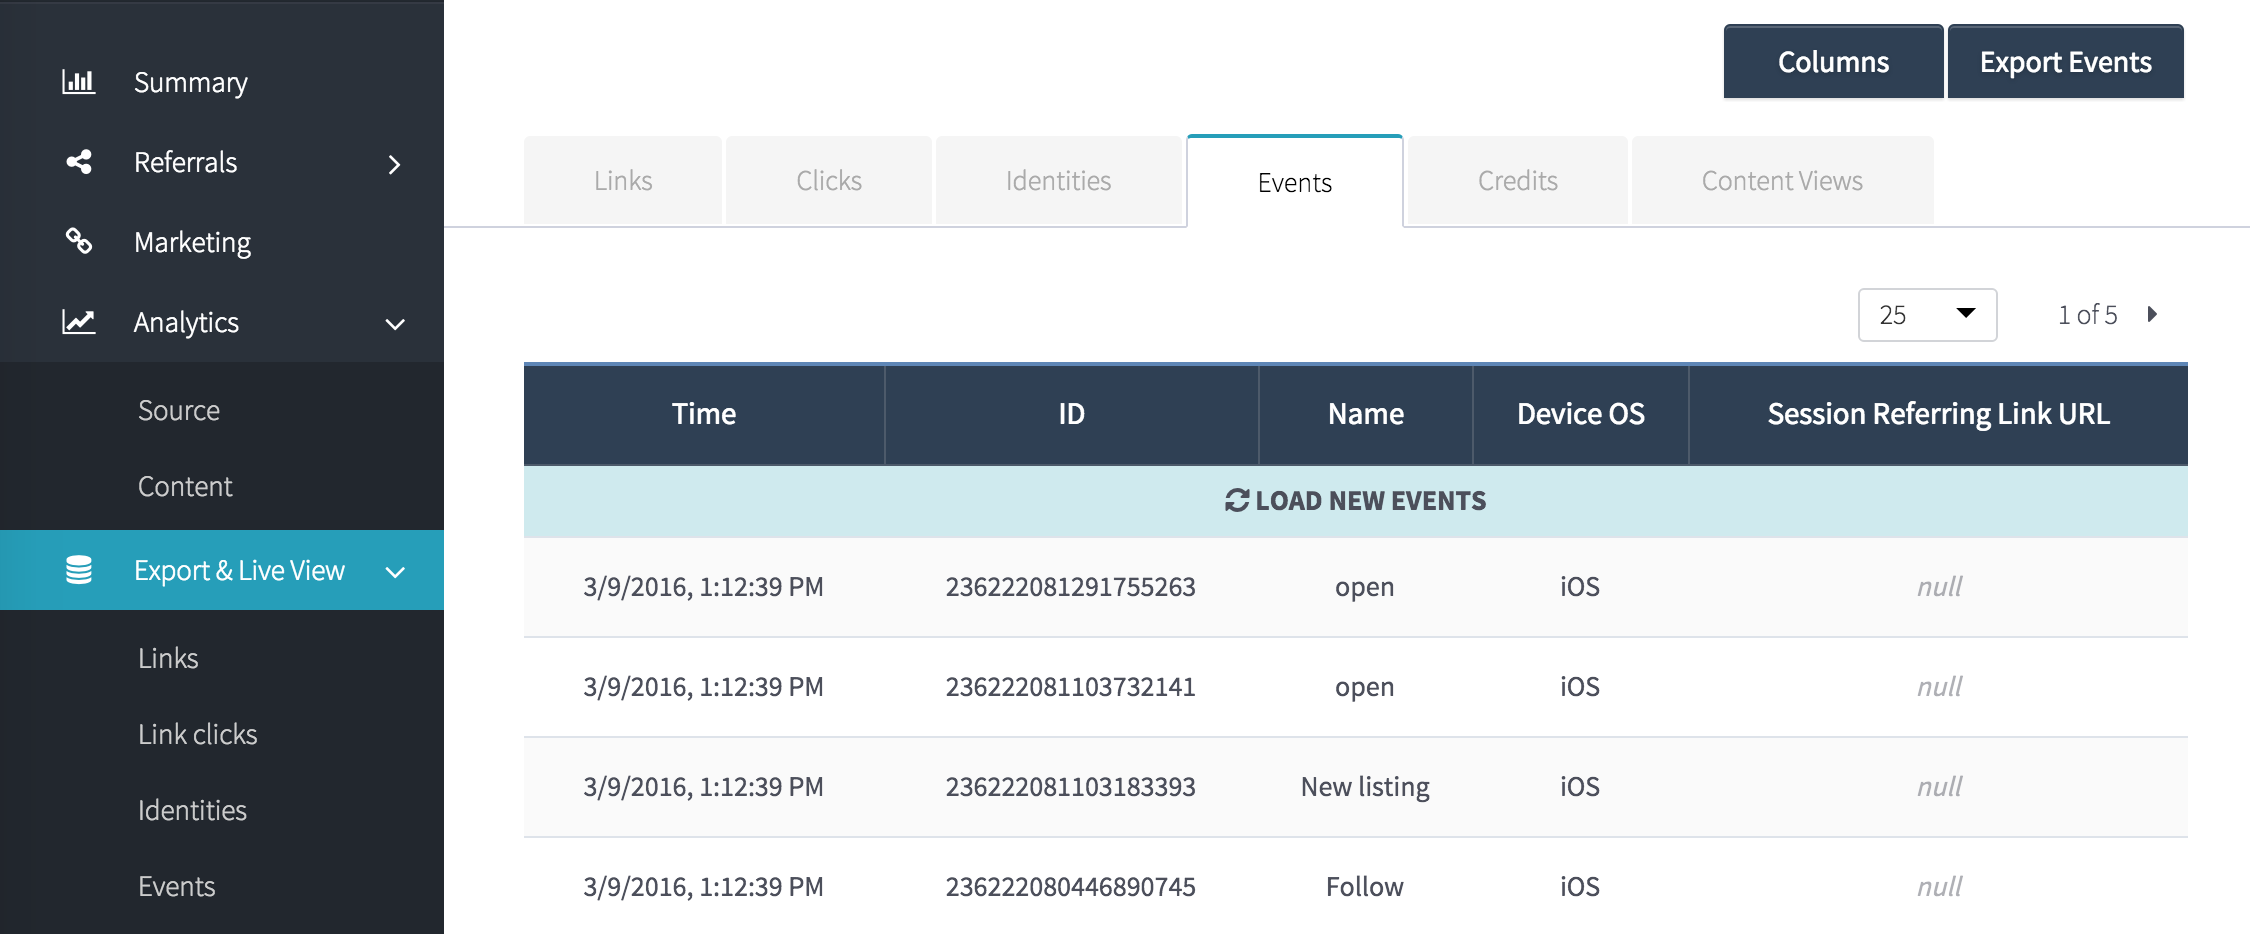 Summary
Referrals
Marketing
Analytics
Source
Content
Export & Live View
Links
Link clicks
Identities
Events
Columns
Export Events
Links
Clicks
Identities
Events
Credits
Content Views
25
1 of 5
Time ID Name Device OS Session Referring Link URL
LOAD NEW EVENTS
3/9/2016, 1:12:39 PM 236222081291755263 open iOS null
3/9/2016, 1:12:39 PM 236222081103732141 open iOS null
3/9/2016, 1:12:39 PM 236222081103183393 New listing iOS null
3/9/2016, 1:12:39 PM 236222080446890745 Follow iOS null